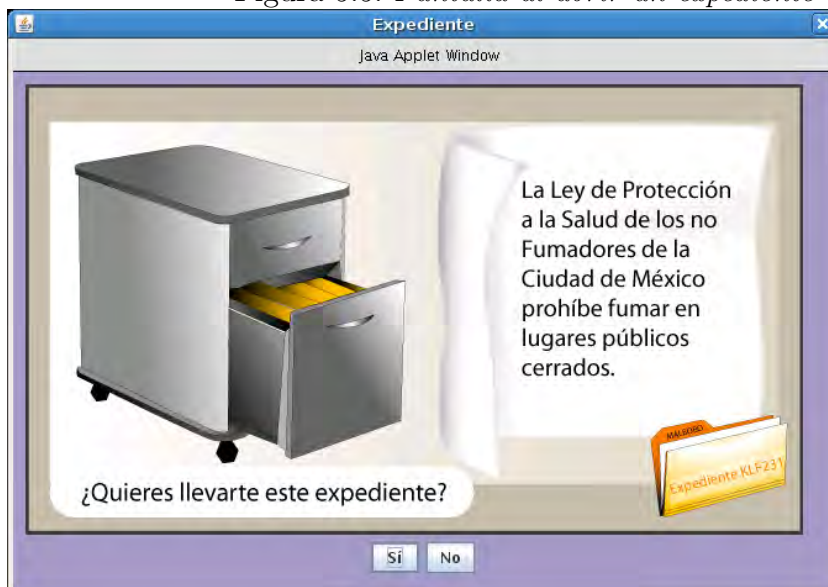 Expediente
Java Applet Window
La Ley de Protección
a la Salud de los no
Fumadores de la
Ciudad de México
prohíbe fumar en
lugares públicos
cerrados.
MALBORO
Expediente KLF231
¿Quieres llevarte este expediente?
Sí No